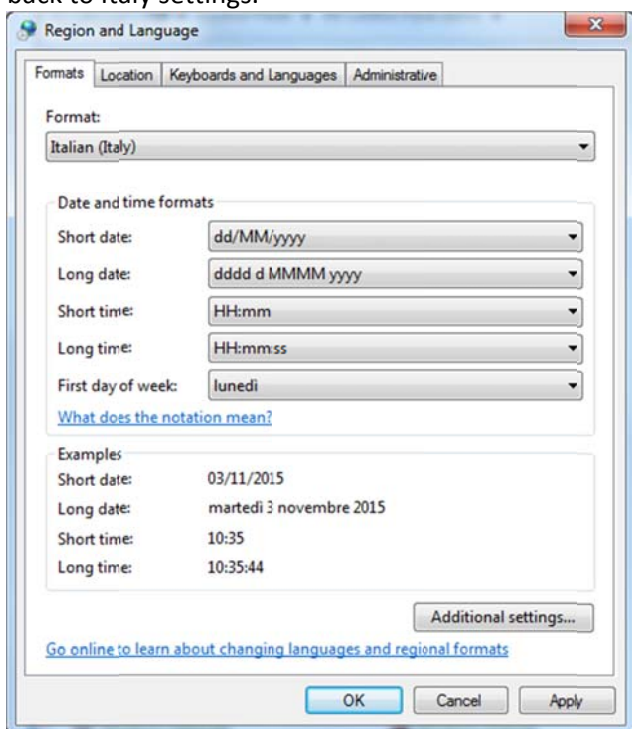 back to Italy settings.
Region and Language
Formats Location Keyboards and Languages Administrative
Format:
Italian (Italy)
Date and time formats
Short date: dd/MM/yyyy
Long date: dddd d MMMM yyyy
Short time: HH:mm
Long time: HH:mm:ss
First day of week: lunedì
What does the notation mean?
Examples
Short date: 03/11/2015
Long date: martedì 3 novembre 2015
Short time: 10:35
Long time: 10:35:44
Additional settings...
Go online to learn about changing languages and regional formats
OK Cancel Apply